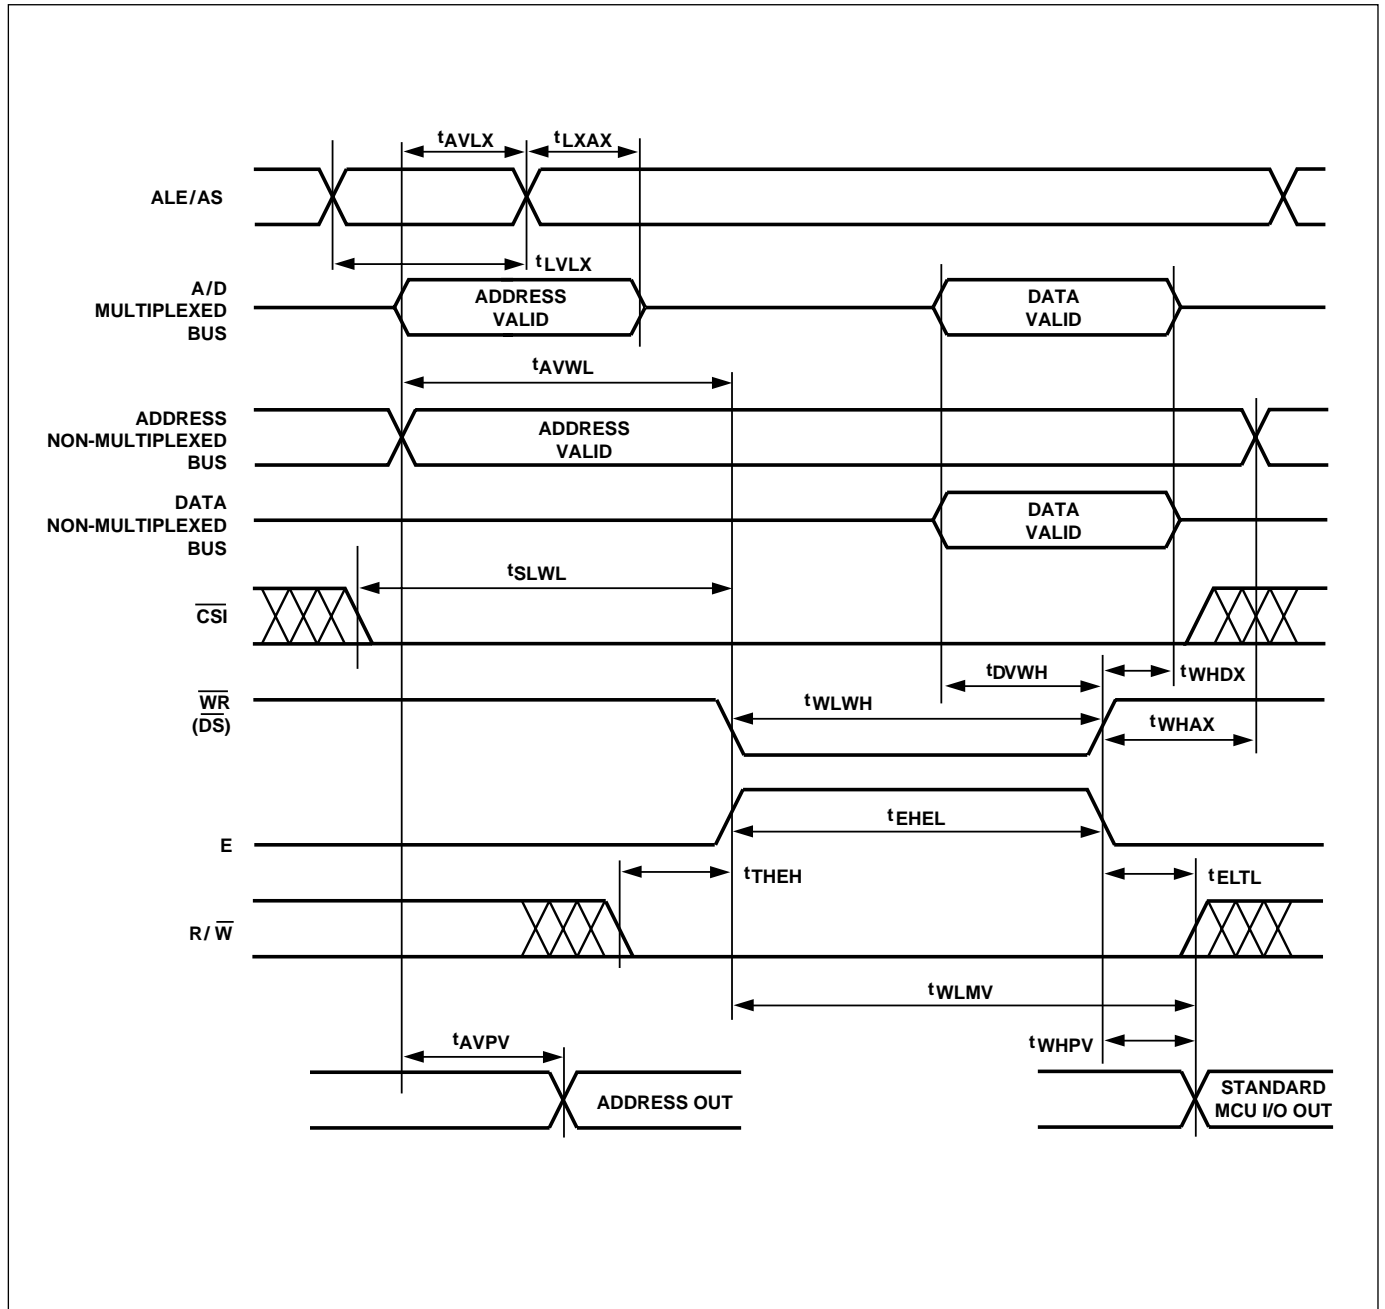 tAVLX tLXAX
ALE/AS
tLVLX
A/D
MULTIPLEXED
BUS
ADDRESS
VALID
DATA
VALID
tAVWL
ADDRESS
NON-MULTIPLEXED
BUS
ADDRESS
VALID
DATA
NON-MULTIPLEXED
BUS
DATA
VALID
tSLWL
CSI
tDVWH tWHDX
WR
(DS)
tWLWH
tWHAX
tEHEL
E
tTHEH tELTL
R/W
tWLMV
tAVPV tWHPV
ADDRESS OUT
STANDARD
MCU I/O OUT